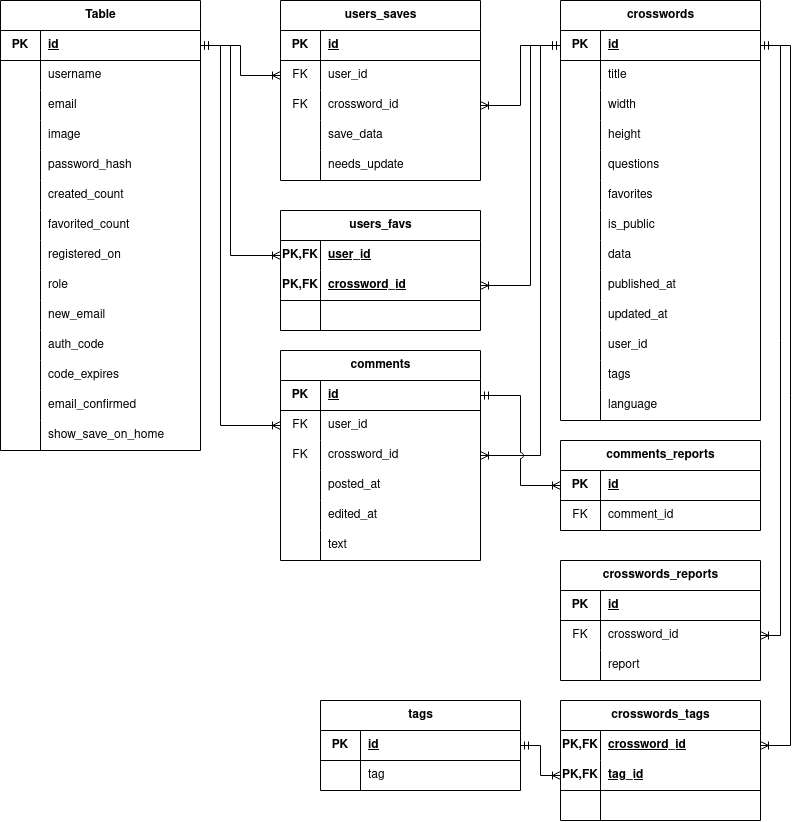 Table
PK id
username
email
image
password_hash
created_count
favorited_count
registered_on
role
new_email
auth_code
code_expires
email_confirmed
show_save_on_home
users_saves
PK id
FK user_id
FK crossword_id
save_data
needs_update
users_favs
PK,FK user_id
PK,FK crossword_id
comments
PK id
FK user_id
FK crossword_id
posted_at
edited_at
text
crosswords
PK id
title
width
height
questions
favorites
is_public
data
published_at
updated_at
user_id
tags
language
comments_reports
PK id
FK comment_id
crosswords_reports
PK id
FK crossword_id
report
tags
PK id
tag
crosswords_tags
PK,FK crossword_id
PK,FK tag_id